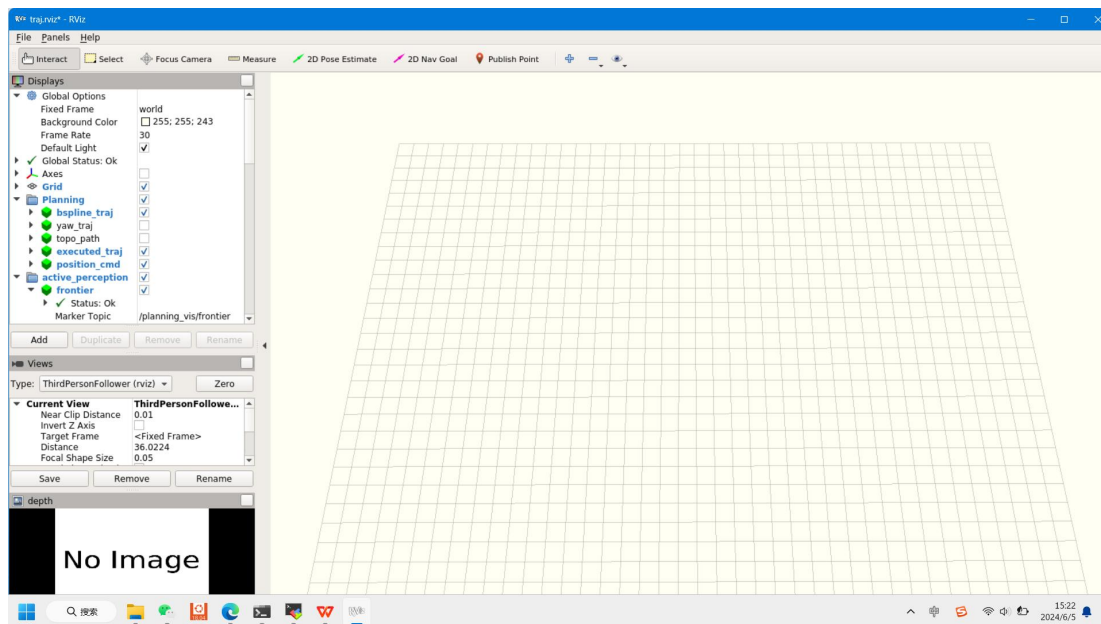 RViz traj.rviz* - RViz
File Panels Help
Interact Select Focus Camera Measure 2D Pose Estimate 2D Nav Goal Publish Point
Displays
Global Options
Fixed Frame world
Background Color 255; 255; 243
Frame Rate 30
Default Light
Global Status: Ok
Axes
Grid
Planning
bspline_traj
yaw_traj
topo_path
executed_traj
position_cmd
active_perception
frontier
Status: Ok
Marker Topic /planning_vis/frontier
Add Duplicate Remove Rename
Views
Type: ThirdPersonFollower (rviz) Zero
Current View ThirdPersonFollowe...
Near Clip Distance 0.01
Invert Z Axis
Target Frame <Fixed Frame>
Distance 36.0224
Focal Shape Size 0.05
Save Remove Rename
depth
No Image
搜索 中 15:22
2024/6/5